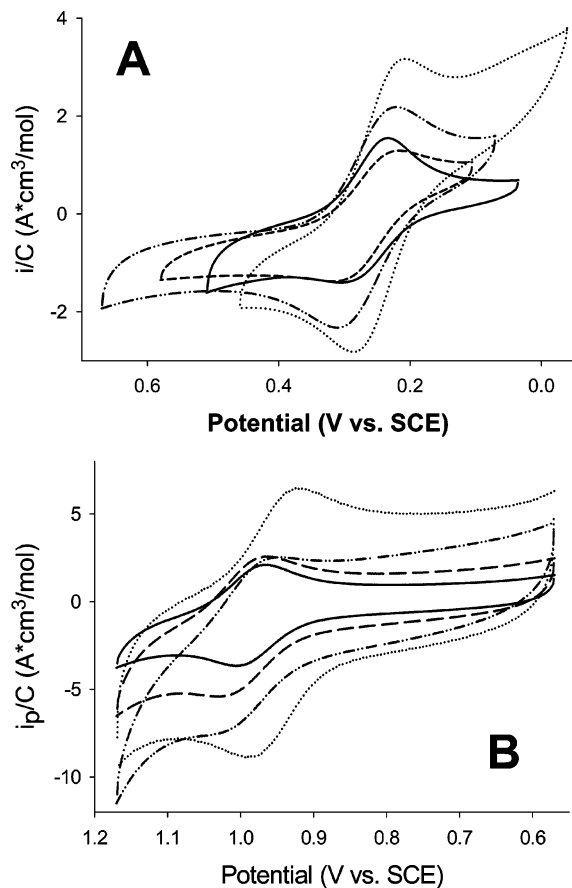 A
4
2
0
-2
i/C (A*cm³/mol)
0.6 0.4 0.2 0.0
Potential (V vs. SCE)
5
0
-5
-10
iₚ/C (A*cm³/mol)
B
1.2 1.1 1.0 0.9 0.8 0.7 0.6
Potential (V vs. SCE)